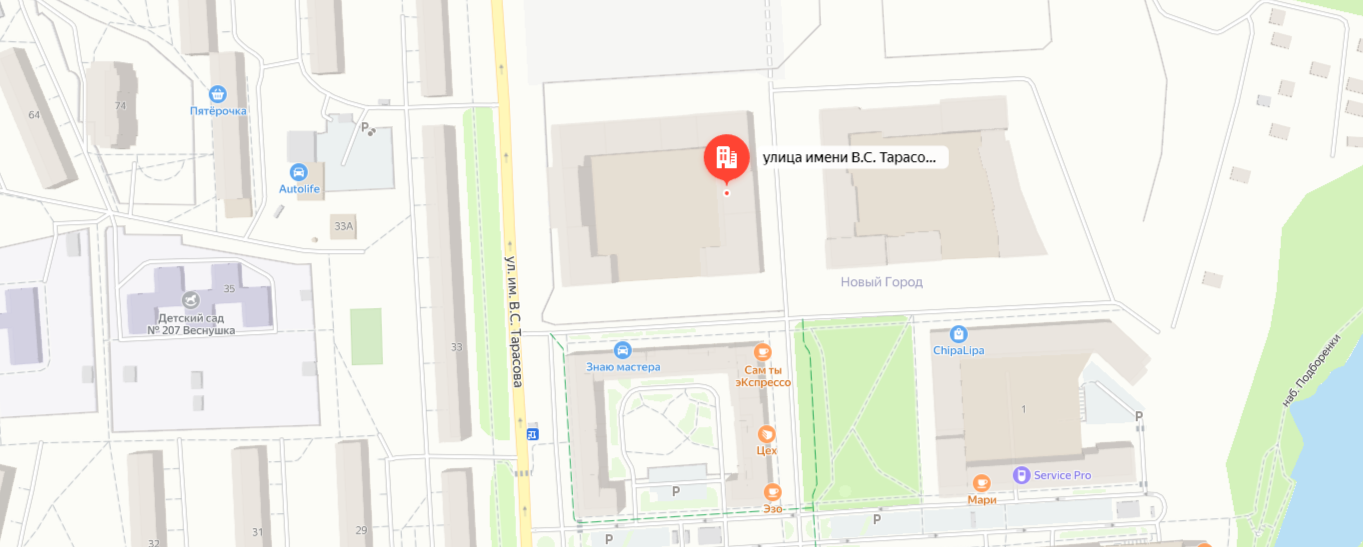 64
74
Пятёрочка
P
Autolife
33А
улица имени В.С. Тарасо...
Новый Город
35
Детский сад
№ 207 Веснушка
33
ул. им. В.С. Тарасова
Знаю мастера
Сам ты
эКспрессо
ChipaLipa
наб. Подборенки
1
P
Цех
Service Pro
Мари
P
Эзо
P
P
32
31
29